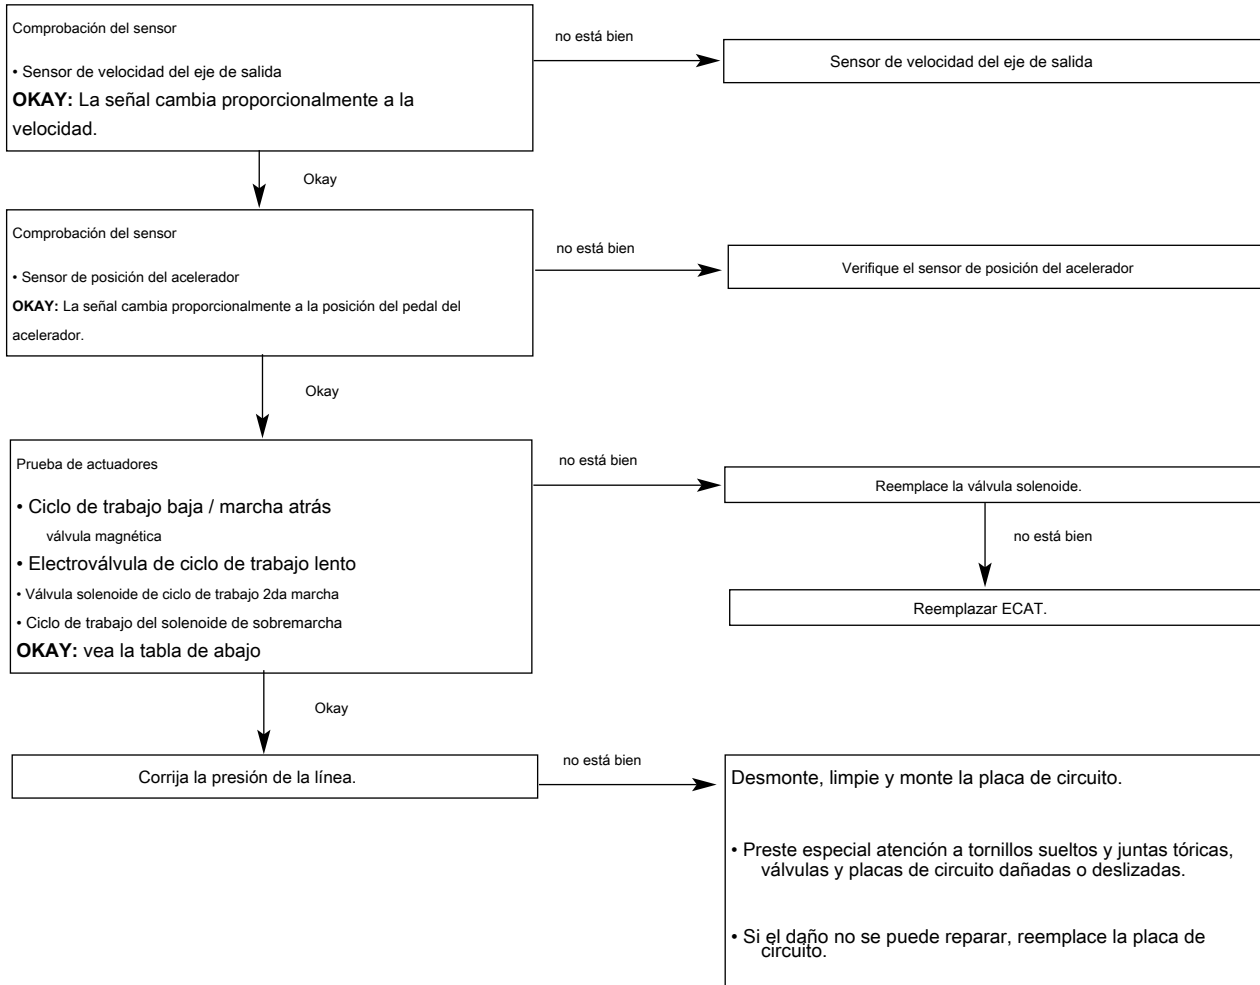 Comprobación del sensor
• Sensor de velocidad del eje de salida
OKAY: La señal cambia proporcionalmente a la
velocidad.
no está bien
Sensor de velocidad del eje de salida
Okay
Comprobación del sensor
• Sensor de posición del acelerador
OKAY: La señal cambia proporcionalmente a la posición del pedal del
acelerador.
no está bien
Verifique el sensor de posición del acelerador
Okay
Prueba de actuadores
• Ciclo de trabajo baja / marcha atrás
válvula magnética
• Electroválvula de ciclo de trabajo lento
• Válvula solenoide de ciclo de trabajo 2da marcha
• Ciclo de trabajo del solenoide de sobremarcha
OKAY: vea la tabla de abajo
no está bien
Reemplace la válvula solenoide.
no está bien
Reemplazar ECAT.
Okay
Corrija la presión de la línea.
no está bien
Desmonte, limpie y monte la placa de circuito.
• Preste especial atención a tornillos sueltos y juntas tóricas,
válvulas y placas de circuito dañadas o deslizadas.
• Si el daño no se puede reparar, reemplace la placa de
circuito.